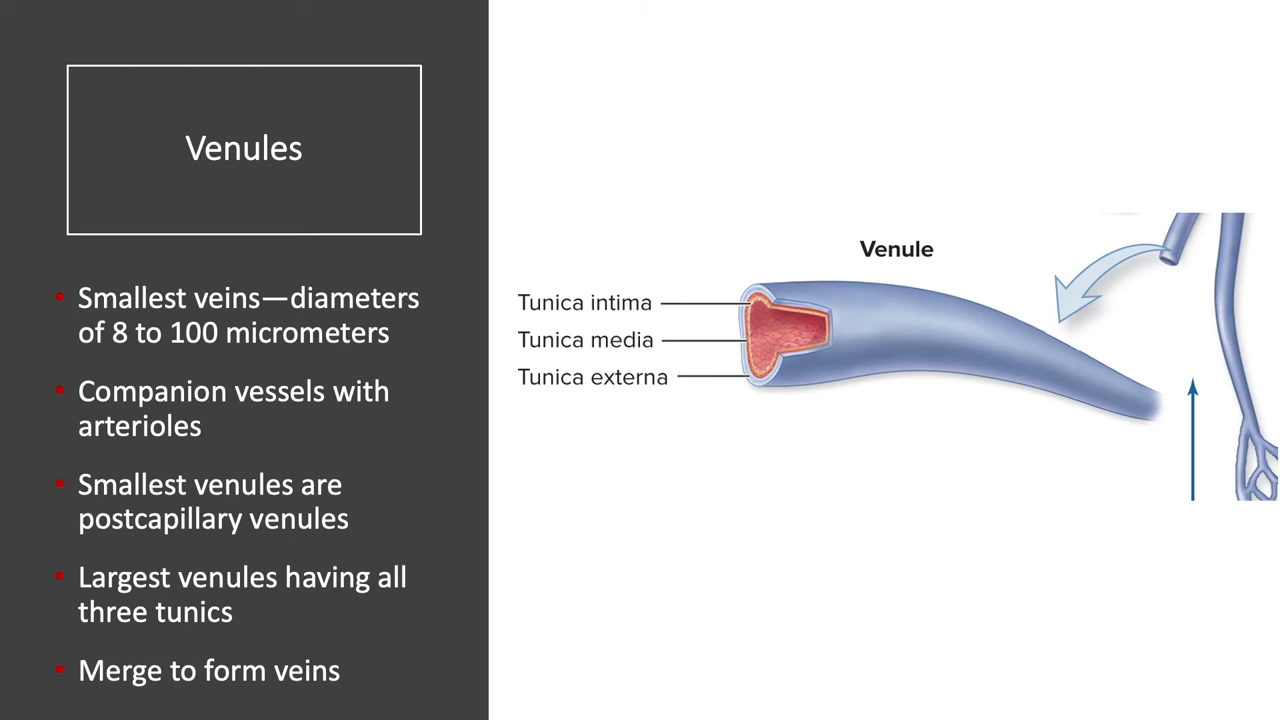 Venules
• Smallest veins—diameters
of 8 to 100 micrometers
• Companion vessels with
arterioles
• Smallest venules are
postcapillary venules
• Largest venules having all
three tunics
• Merge to form veins
Venule
Tunica intima
Tunica media
Tunica externa